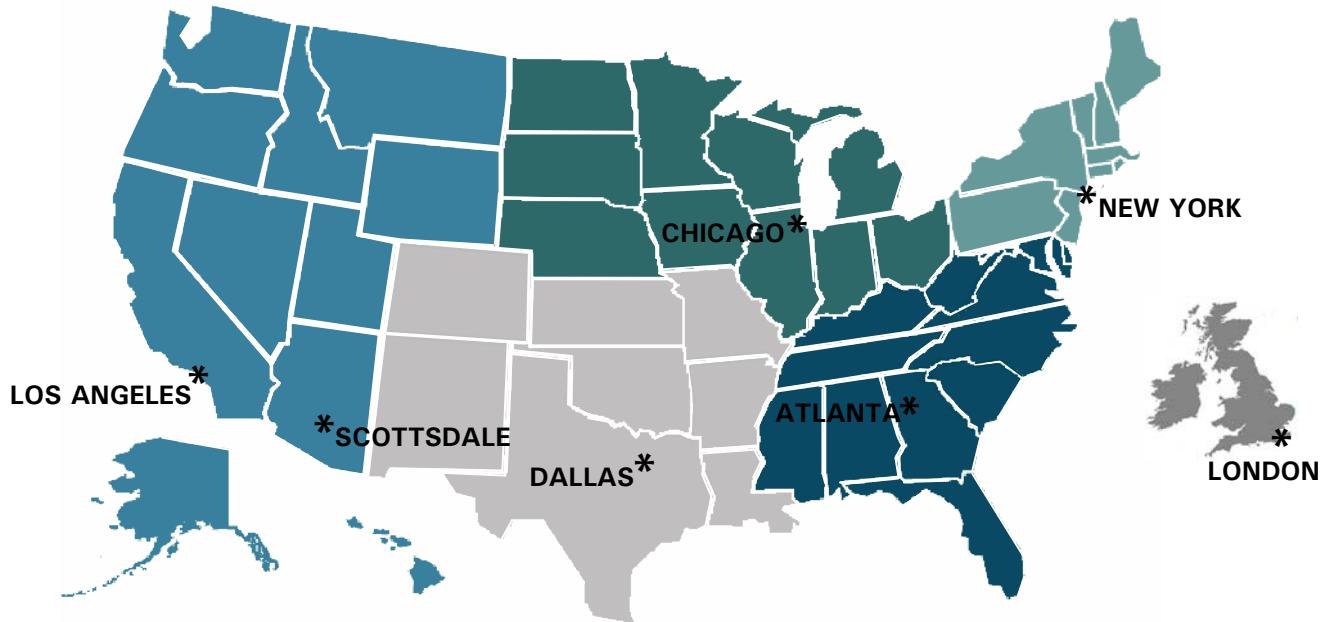 NEW YORK
CHICAGO
LOS ANGELES
ATLANTA
SCOTTSDALE
DALLAS
LONDON